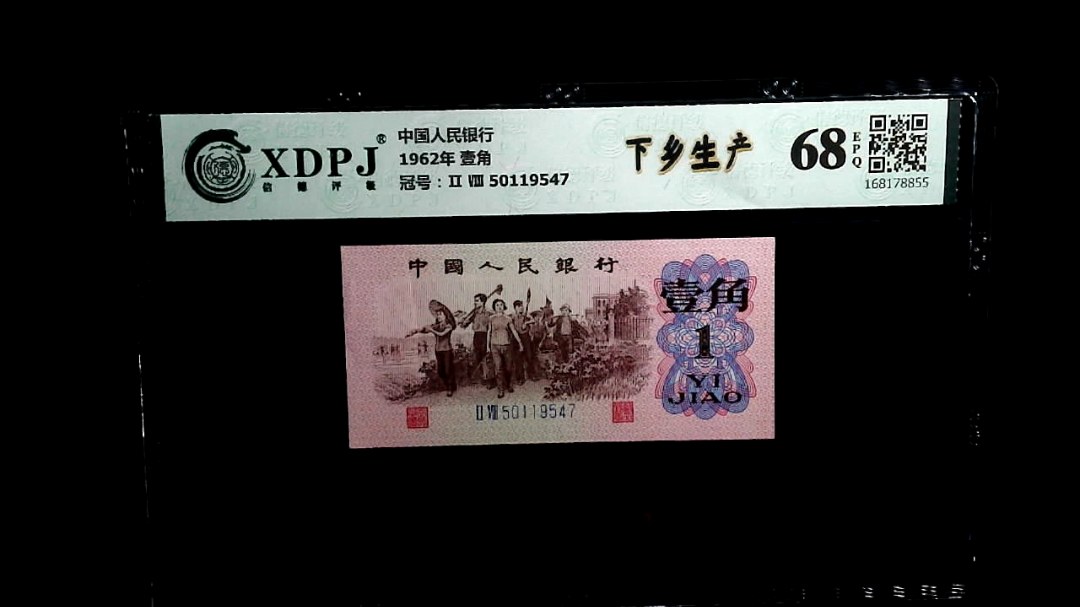 XDPJ®
信德评级
中国人民银行
1962年 壹角
冠号：Ⅱ Ⅷ 50119547
下乡生产
68
EPQ
168178855
中國人民銀行
壹角
1
YI
JIAO
Ⅱ Ⅷ 50119547